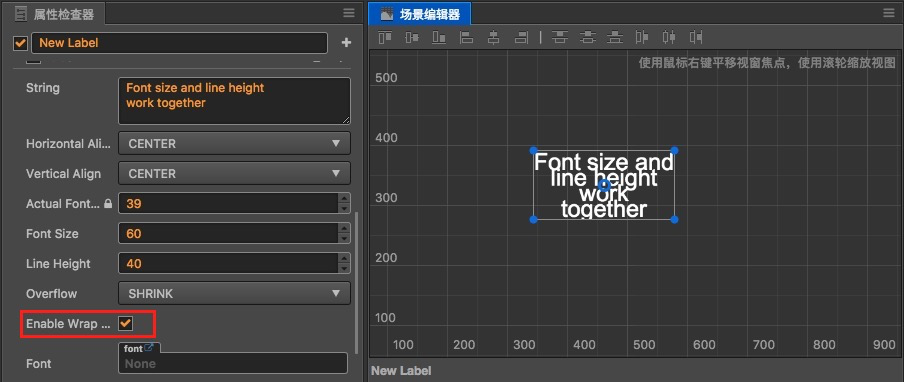 属性检查器
New Label
String
Font size and line height
work together
Horizontal Ali...
CENTER
Vertical Align
CENTER
Actual Font...
39
Font Size
60
Line Height
40
Overflow
SHRINK
Enable Wrap ...
Font
font
None
场景编辑器
使用鼠标右键平移视窗焦点，使用滚轮缩放视图
500
400
300
200
100
Font size and
line height
work
together
100
200
300
400
500
600
700
800
900
New Label